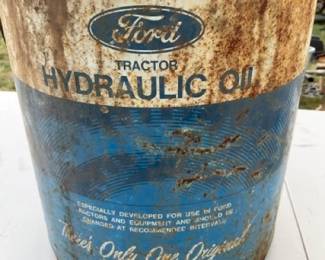 Ford
TRACTOR
HYDRAULIC OIL
ESPECIALLY DEVELOPED FOR USE IN FORD
TRACTORS AND EQUIPMENT AND SHOULD BE
CHANGED AT RECOMMENDED INTERVALS
There's Only One Original